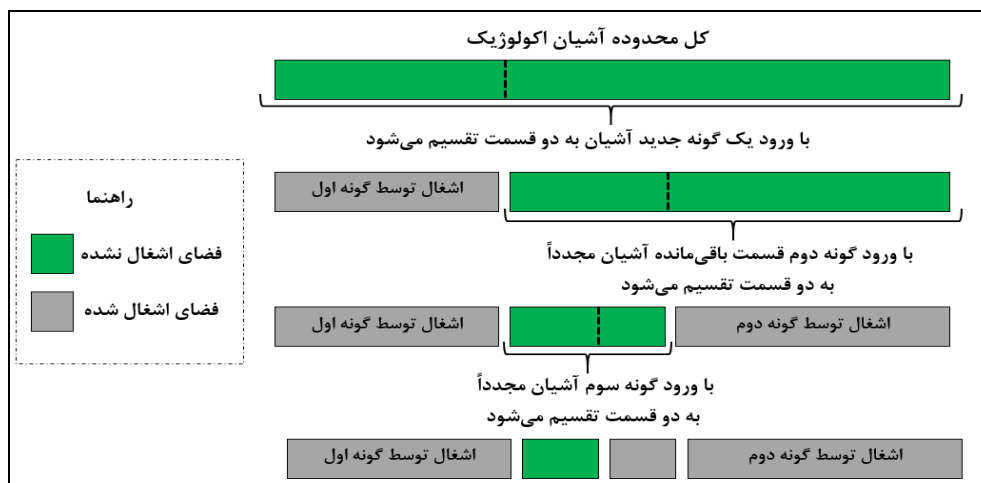 کل محدوده آشیان اکولوژیک
با ورود یک گونه جدید آشیان به دو قسمت تقسیم می‌شود
راهنما
فضای اشغال نشده
فضای اشغال شده
اشغال توسط گونه اول
با ورود گونه دوم قسمت باقی‌مانده آشیان مجدداً
به دو قسمت تقسیم می‌شود
اشغال توسط گونه دوم
اشغال توسط گونه اول
با ورود گونه سوم آشیان مجدداً
به دو قسمت تقسیم می‌شود
اشغال توسط گونه دوم
اشغال توسط گونه اول